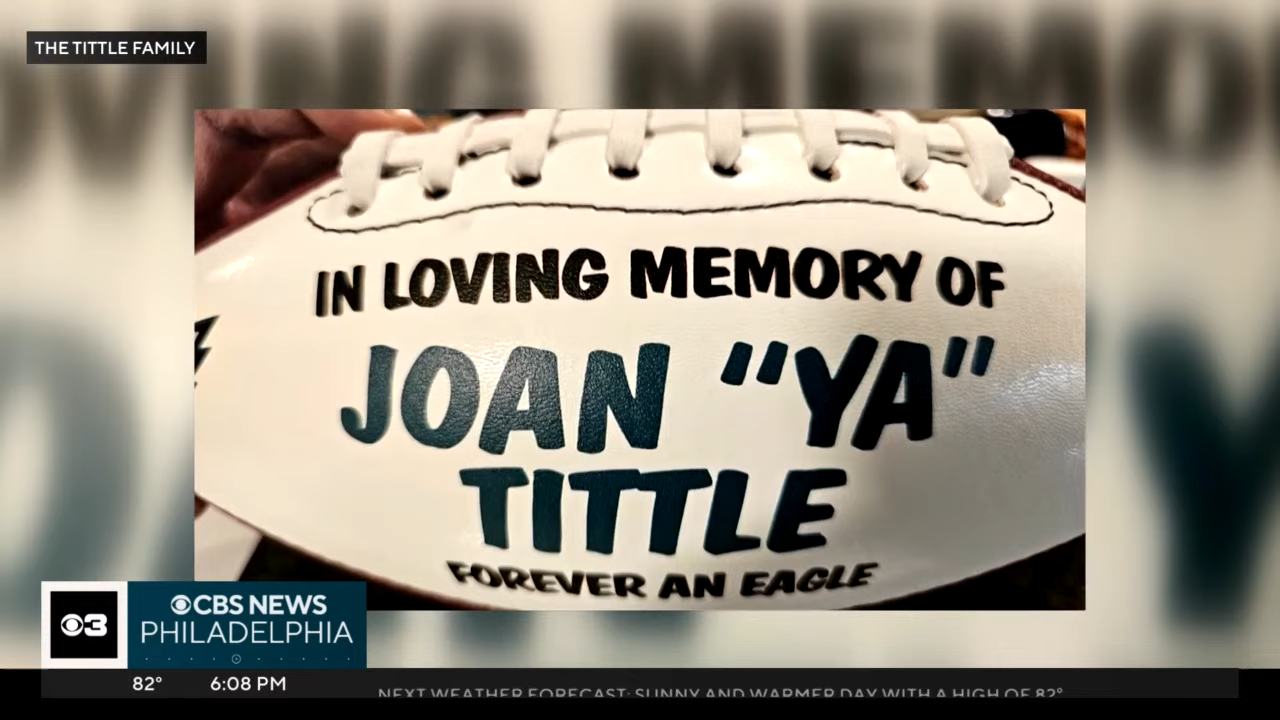 THE TITTLE FAMILY
IN LOVING MEMORY OF
JOAN "YA"
TITTLE
FOREVER AN EAGLE
3
CBS NEWS
PHILADELPHIA
82° 6:08 PM
NEXT WEATHER FORECAST: SUNNY AND WARMER DAY WITH A HIGH OF 82°